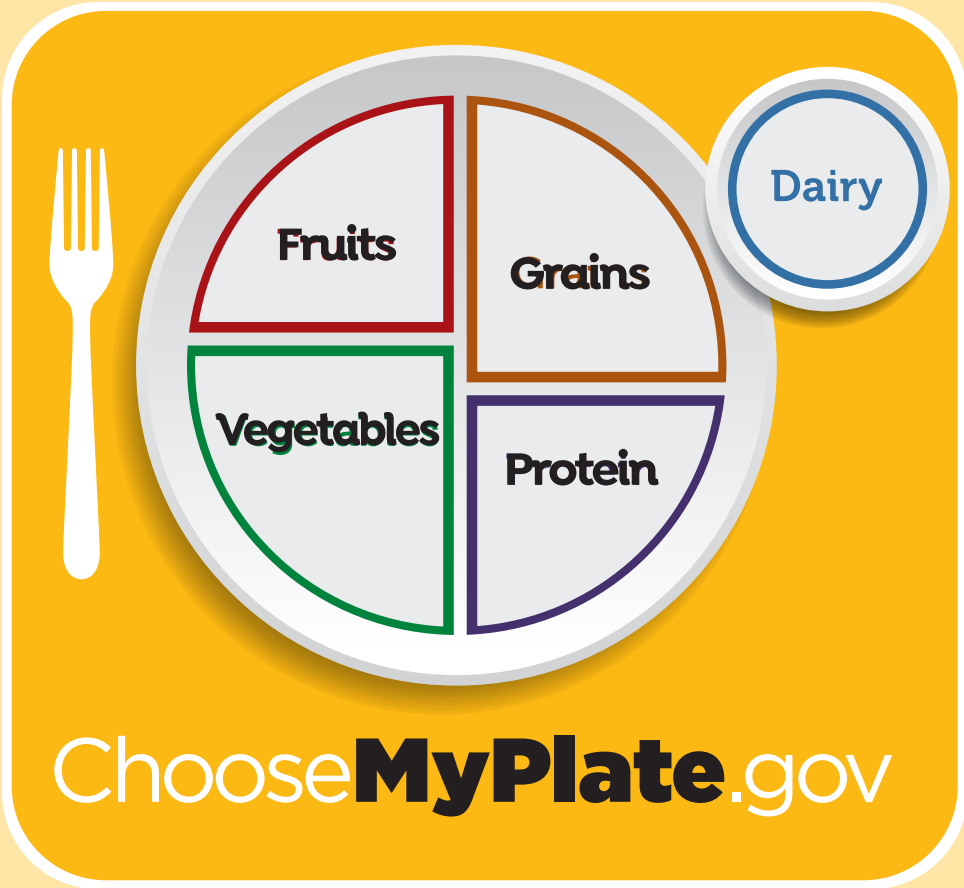 Fruits
Grains
Dairy
Vegetables
Protein
ChooseMyPlate.gov